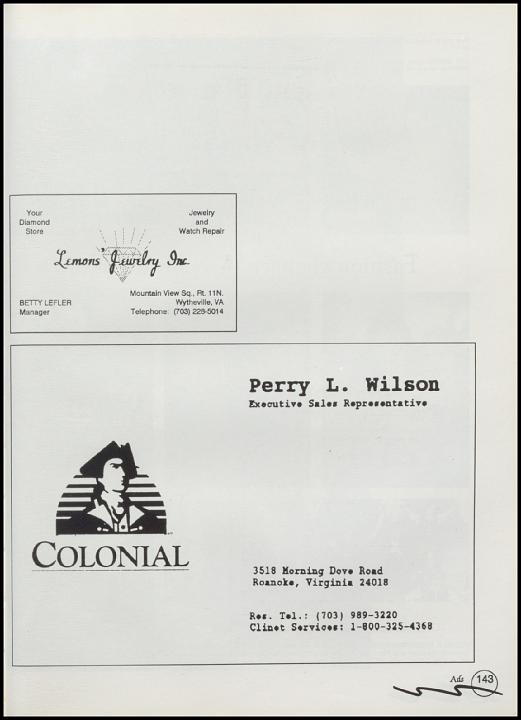 Your
Diamond
Store
Jewelry
and
Watch Repair
Lemons' Jewelry Inc.
BETTY LEFLER
Manager
Mountain View Sq., Rt. 11N.
Wytheville, VA
Telephone: (703) 228-5014
Perry L. Wilson
Executive Sales Representative
COLONIAL
3518 Morning Dove Road
Roanoke, Virginia 24018
Res. Tel.: (703) 989-3220
Clinet Services: 1-800-325-4368
Ads 143